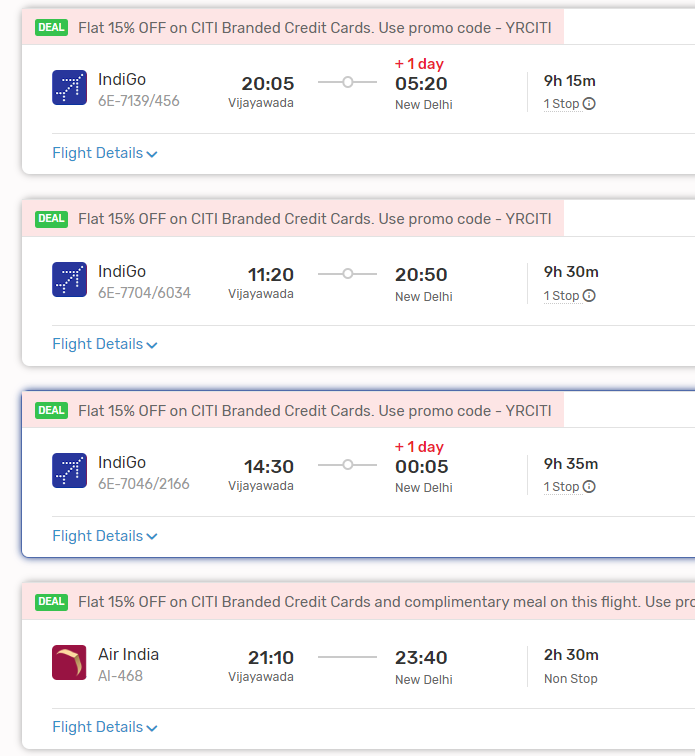 DEAL Flat 15% OFF on CITI Branded Credit Cards. Use promo code - YRCITI
+ 1 day
IndiGo 20:05 05:20 9h 15m
6E-7139/456 Vijayawada New Delhi 1 Stop
Flight Details
DEAL Flat 15% OFF on CITI Branded Credit Cards. Use promo code - YRCITI
IndiGo 11:20 20:50 9h 30m
6E-7704/6034 Vijayawada New Delhi 1 Stop
Flight Details
DEAL Flat 15% OFF on CITI Branded Credit Cards. Use promo code - YRCITI
+ 1 day
IndiGo 14:30 00:05 9h 35m
6E-7046/2166 Vijayawada New Delhi 1 Stop
Flight Details
DEAL Flat 15% OFF on CITI Branded Credit Cards and complimentary meal on this flight. Use
Air India 21:10 23:40 2h 30m
AI-468 Vijayawada New Delhi Non Stop
Flight Details